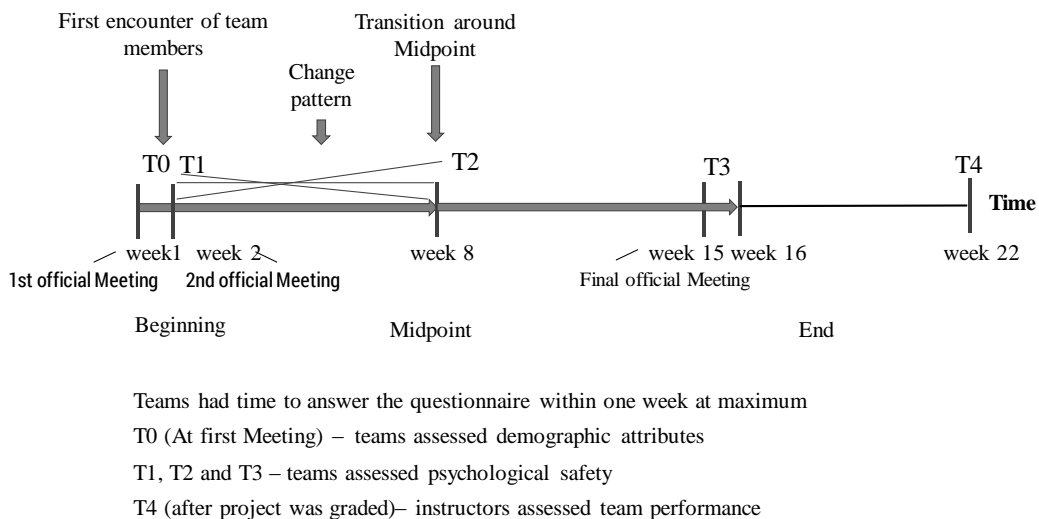 First encounter of team
members
Transition around
Midpoint
Change
pattern
T0 T1
T2
T3
T4
Time
week1 week 2
week 8
week 15 week 16
week 22
1st official Meeting
2nd official Meeting
Final official Meeting
Beginning
Midpoint
End
Teams had time to answer the questionnaire within one week at maximum
T0 (At first Meeting) – teams assessed demographic attributes
T1, T2 and T3 – teams assessed psychological safety
T4 (after project was graded)– instructors assessed team performance